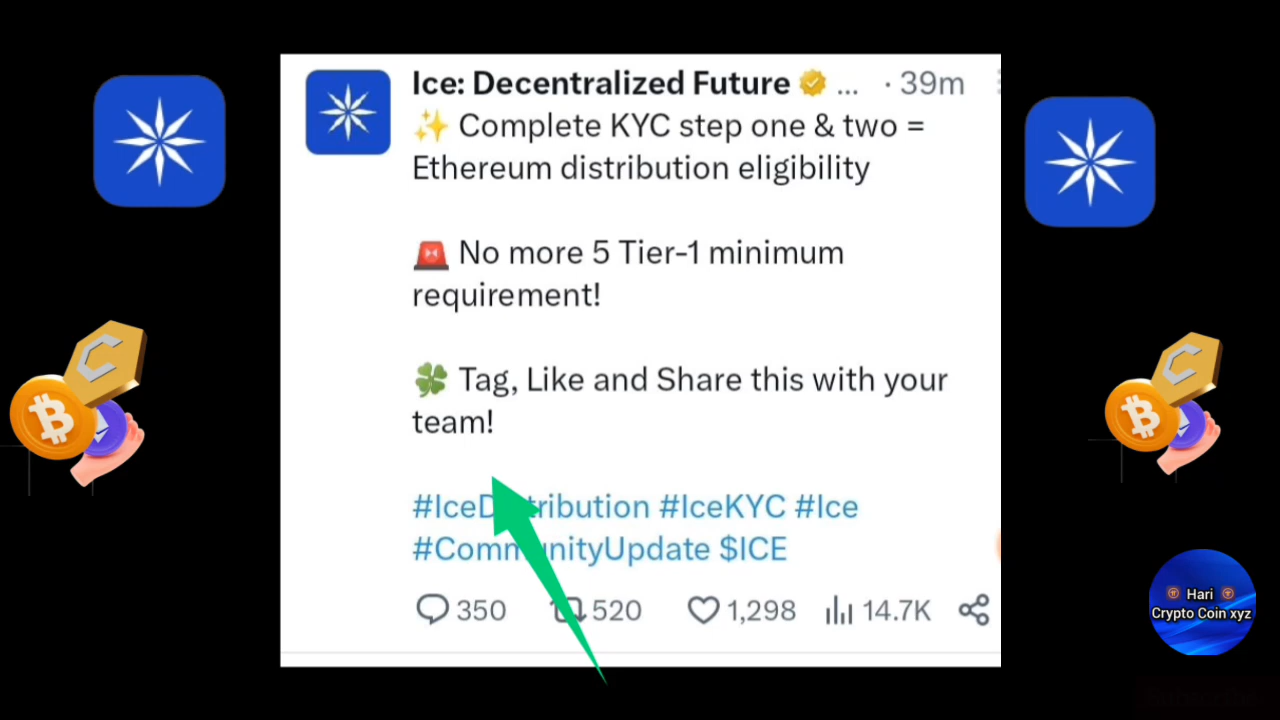 Ice: Decentralized Future ... · 39m
✨ Complete KYC step one & two =
Ethereum distribution eligibility
🚨 No more 5 Tier-1 minimum
requirement!
🍀 Tag, Like and Share this with your
team!
#IceDistribution #IceKYC #Ice
#CommunityUpdate $ICE
350 520 1,298 14.7K
Hari
Crypto Coin xyz